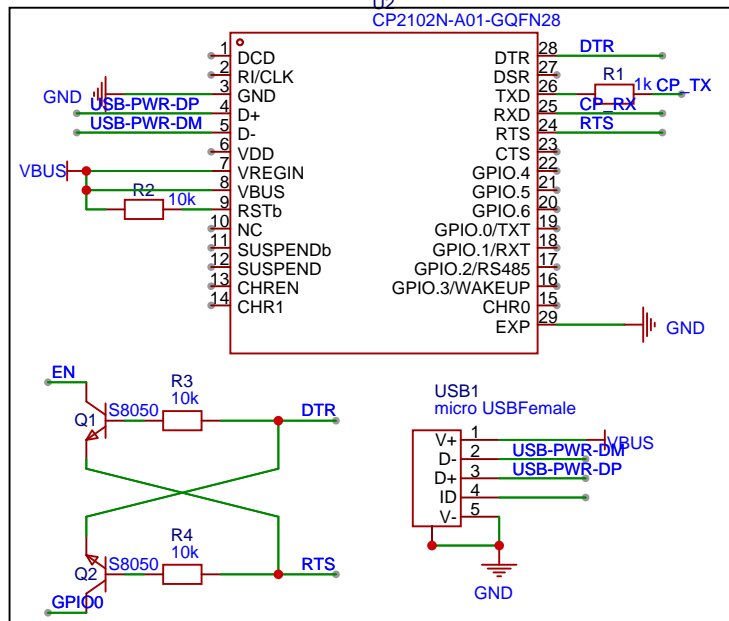 U2
CP2102N-A01-GQFN28
1 DCD
2 RI/CLK
3 GND
4 D+
5 D-
6 VDD
7 VREGIN
8 VBUS
9 RSTb
10 NC
11 SUSPENDb
12 SUSPEND
13 CHREN
14 CHR1
GND
USB-PWR-DP
USB-PWR-DM
VBUS
R2
10k
DTR 28
DSR 27
TXD 26
RXD 25
RTS 24
CTS 23
GPIO.4 22
GPIO.5 21
GPIO.6 20
GPIO.0/TXT 19
GPIO.1/RXT 18
GPIO.2/RS485 17
GPIO.3/WAKEUP 16
CHR0 15
EXP 29
DTR
R1
1k
CP_TX
CP_RX
RTS
GND
EN
Q1
S8050
R3
10k
DTR
Q2
S8050
R4
10k
RTS
GPIO0
USB1
micro USBFemale
V+ 1
D- 2
D+ 3
ID 4
V- 5
VBUS
USB-PWR-DM
USB-PWR-DP
GND